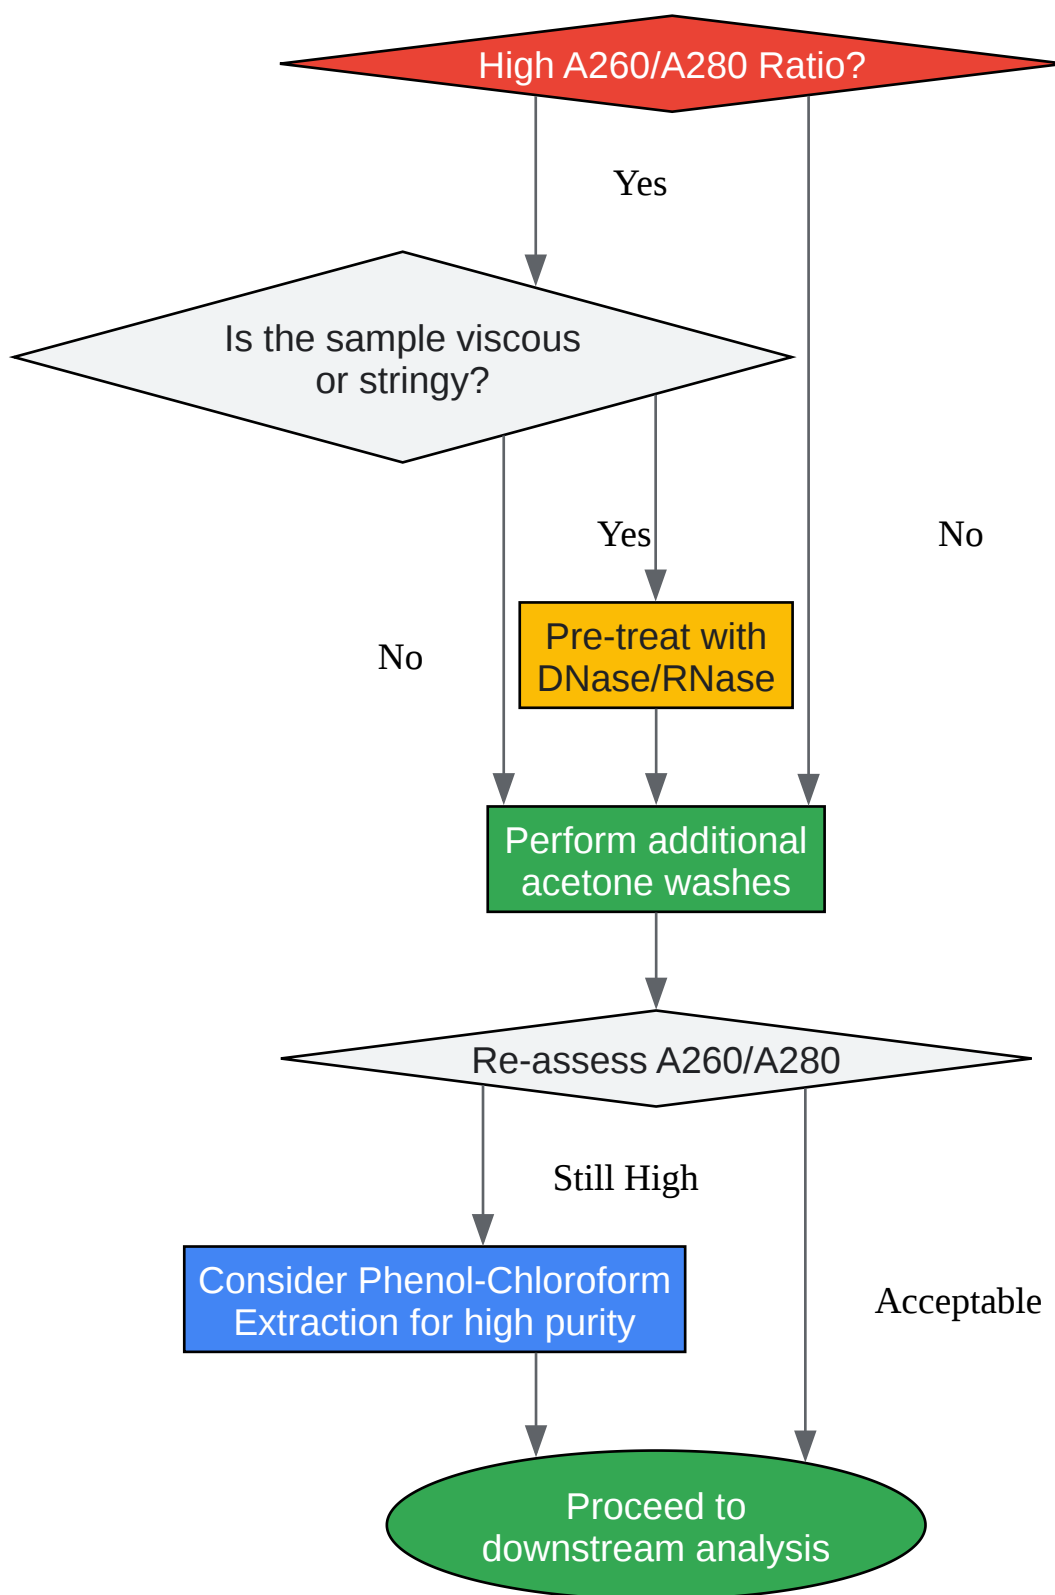 High A260/A280 Ratio?
Yes
Is the sample viscous
or stringy?
Yes
No
No
Pre-treat with
DNase/RNase
Perform additional
acetone washes
Re-assess A260/A280
Still High
Consider Phenol-Chloroform
Extraction for high purity
Acceptable
Proceed to
downstream analysis